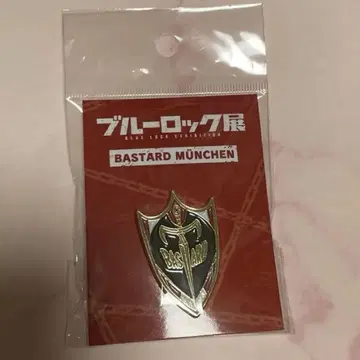 ブルーロック展
BLUE LOCK EXHIBITION
BASTARD MÜNCHEN
BASTARD